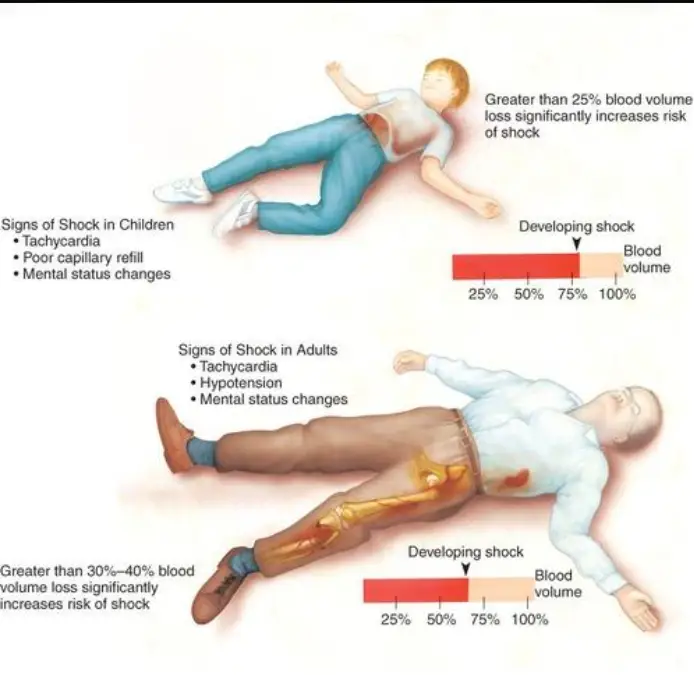 Greater than 25% blood volume
loss significantly increases risk
of shock
Signs of Shock in Children
• Tachycardia
• Poor capillary refill
• Mental status changes
Developing shock
Blood
volume
25% 50% 75% 100%
Signs of Shock in Adults
• Tachycardia
• Hypotension
• Mental status changes
Greater than 30%–40% blood
volume loss significantly
increases risk of shock
Developing shock
Blood
volume
25% 50% 75% 100%